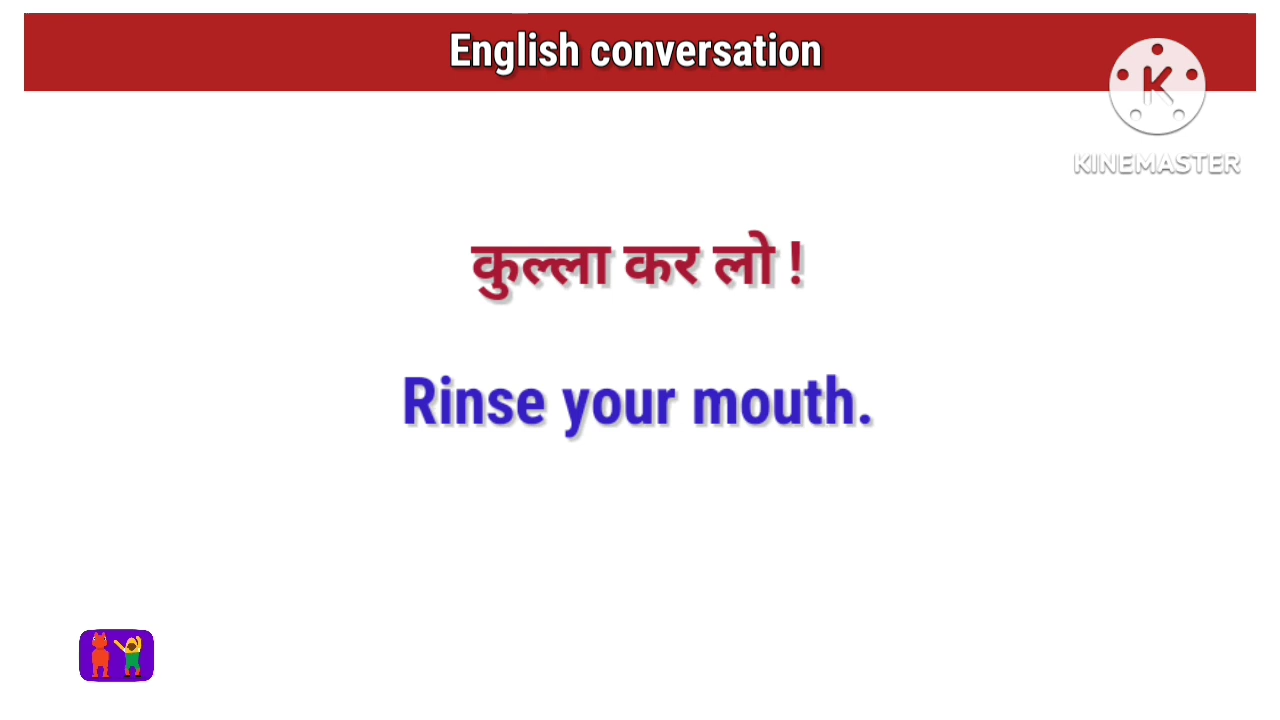 English conversation
K
KINEMASTER
कुल्ला कर लो !
Rinse your mouth.